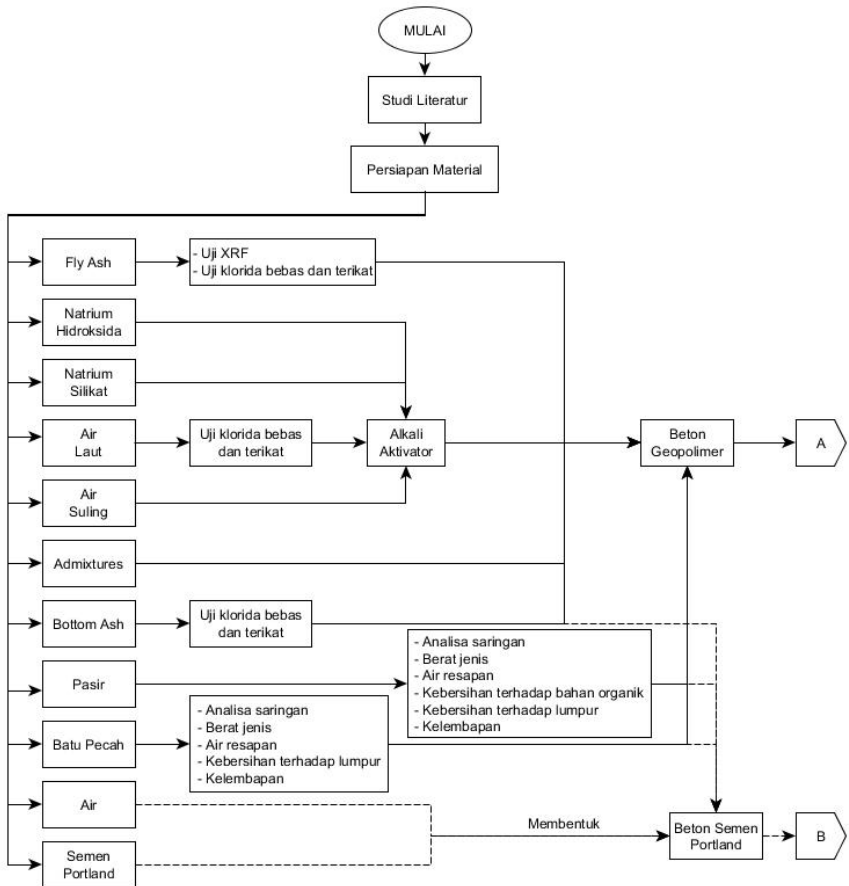 MULAI
Studi Literatur
Persiapan Material
Fly Ash
- Uji XRF
- Uji klorida bebas dan terikat
Natrium
Hidroksida
Natrium
Silikat
Air
Laut
Uji klorida bebas
dan terikat
Alkali
Aktivator
Beton
Geopolimer
A
Air
Suling
Admixtures
Bottom Ash
Uji klorida bebas
dan terikat
Pasir
- Analisa saringan
- Berat jenis
- Air resapan
- Kebersihan terhadap bahan organik
- Kebersihan terhadap lumpur
- Kelembapan
Batu Pecah
- Analisa saringan
- Berat jenis
- Air resapan
- Kebersihan terhadap lumpur
- Kelembapan
Air
Membentuk
Beton Semen
Portland
B
Semen
Portland